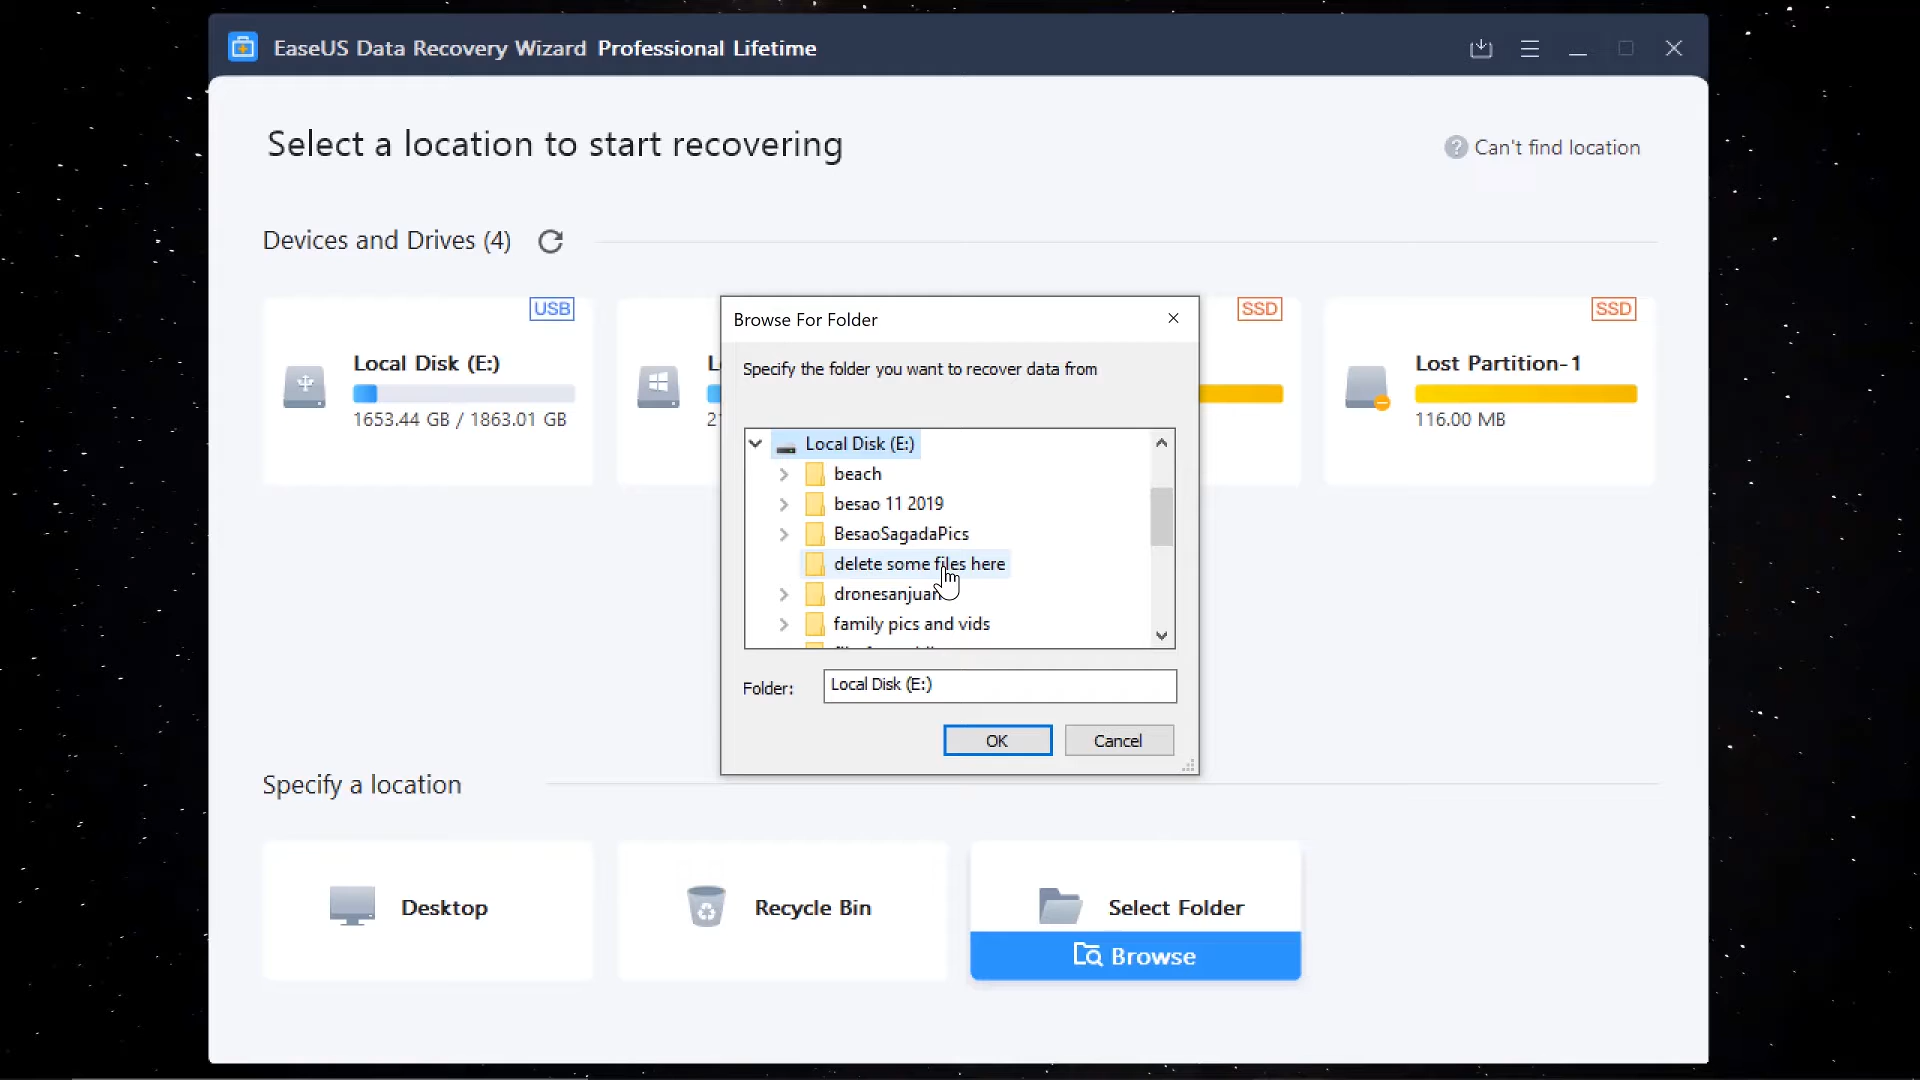 EaseUS Data Recovery Wizard Professional Lifetime
Select a location to start recovering
? Can't find location
Devices and Drives (4)
USB
Local Disk (E:)
1653.44 GB / 1863.01 GB
SSD
SSD
Lost Partition-1
116.00 MB
Browse For Folder
Specify the folder you want to recover data from
Local Disk (E:)
beach
besao 11 2019
BesaoSagadaPics
delete some files here
dronesanjuan
family pics and vids
Folder: Local Disk (E:)
OK Cancel
Specify a location
Desktop
Recycle Bin
Select Folder
Browse